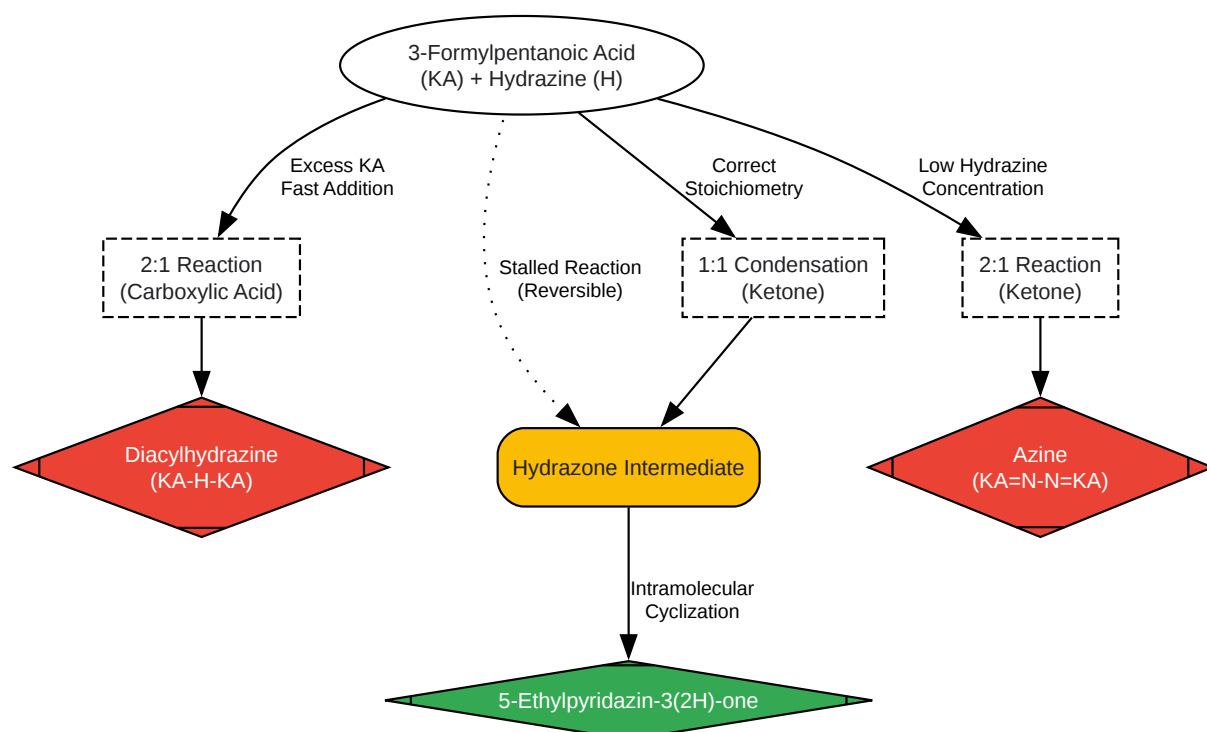 3-Formylpentanoic Acid
(KA) + Hydrazine (H)
Excess KA
Fast Addition
Correct
Stoichiometry
Low Hydrazine
Concentration
2:1 Reaction
(Carboxylic Acid)
Stalled Reaction
(Reversible)
1:1 Condensation
(Ketone)
2:1 Reaction
(Ketone)
Diacylhydrazine
(KA-H-KA)
Hydrazone Intermediate
Azine
(KA=N-N=KA)
Intramolecular
Cyclization
5-Ethylpyridazin-3(2H)-one